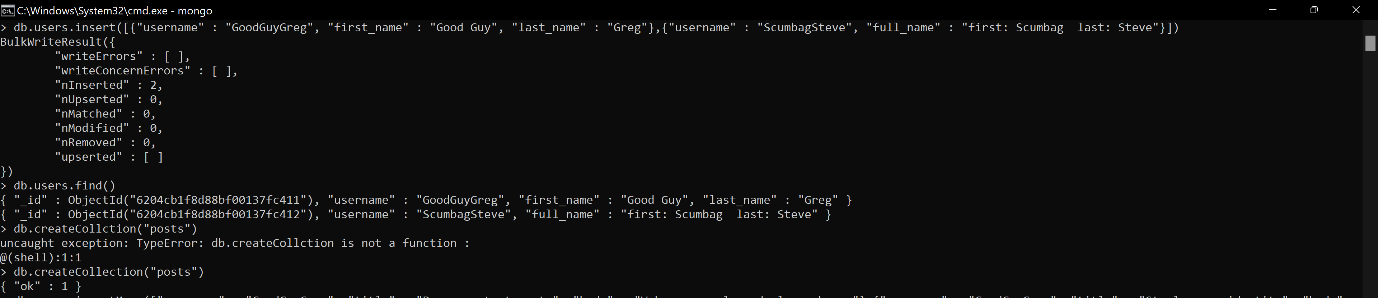 C:\Windows\System32\cmd.exe - mongo
> db.users.insert([{"username" : "GoodGuyGreg", "first_name" : "Good Guy", "last_name" : "Greg"},{"username" : "ScumbagSteve", "full_name" : "first: Scumbag  last: Steve"}])
BulkWriteResult({
        "writeErrors" : [ ],
        "writeConcernErrors" : [ ],
        "nInserted" : 2,
        "nUpserted" : 0,
        "nMatched" : 0,
        "nModified" : 0,
        "nRemoved" : 0,
        "upserted" : [ ]
})
> db.users.find()
{ "_id" : ObjectId("6204cb1f8d88bf00137fc411"), "username" : "GoodGuyGreg", "first_name" : "Good Guy", "last_name" : "Greg" }
{ "_id" : ObjectId("6204cb1f8d88bf00137fc412"), "username" : "ScumbagSteve", "full_name" : "first: Scumbag  last: Steve" }
> db.createCollction("posts")
uncaught exception: TypeError: db.createCollction is not a function :
@(shell):1:1
> db.createCollection("posts")
{ "ok" : 1 }